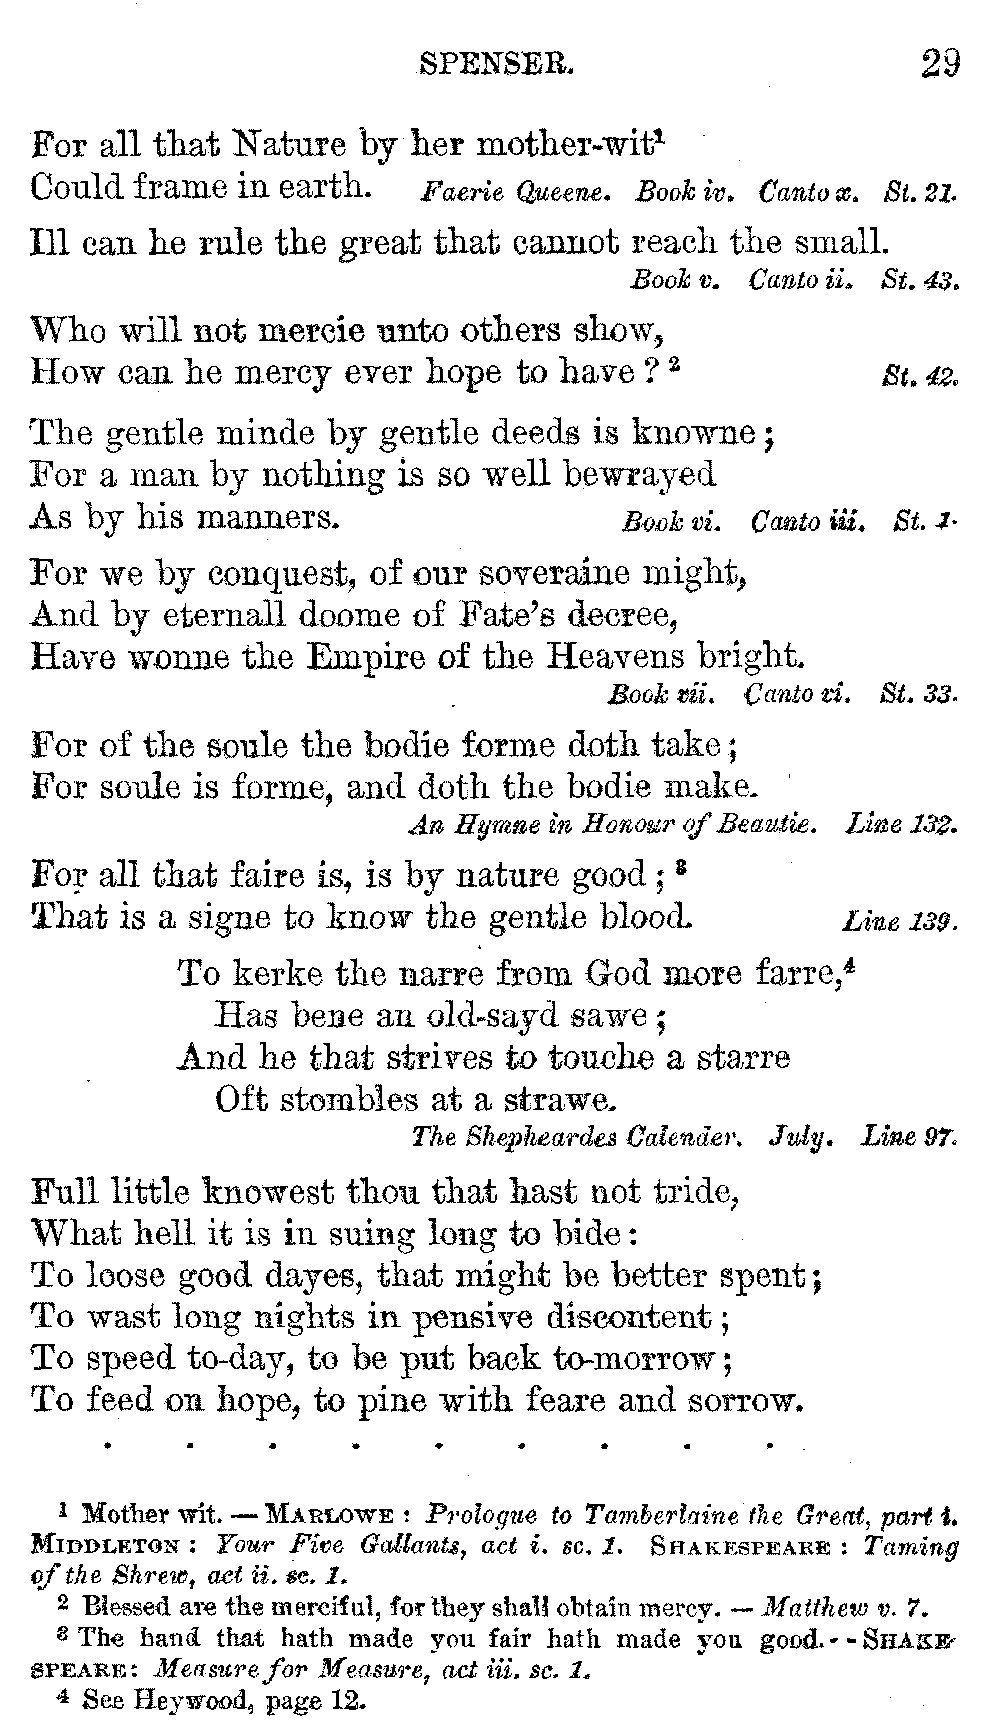 SPENSER. 29
For all that Nature by her mother-wit¹
Could frame in earth. Faerie Queene. Book iv. Canto x. St. 21.
Ill can he rule the great that cannot reach the small.
Book v. Canto ii. St. 43.
Who will not mercie unto others show,
How can he mercy ever hope to have? ² St. 42.
The gentle minde by gentle deeds is knowne;
For a man by nothing is so well bewrayed
As by his manners. Book vi. Canto iii. St. 1.
For we by conquest, of our soveraine might,
And by eternall doome of Fate's decree,
Have wonne the Empire of the Heavens bright.
Book vii. Canto vi. St. 33.
For of the soule the bodie forme doth take;
For soule is forme, and doth the bodie make.
An Hymne in Honour of Beautie. Line 132.
For all that faire is, is by nature good; ³
That is a signe to know the gentle blood. Line 139.
To kerke the narre from God more farre,⁴
Has bene an old-sayd sawe;
And he that strives to touche a starre
Oft stombles at a strawe.
The Shepheardes Calender. July. Line 97.
Full little knowest thou that hast not tride,
What hell it is in suing long to bide:
To loose good dayes, that might be better spent;
To wast long nights in pensive discontent;
To speed to-day, to be put back to-morrow;
To feed on hope, to pine with feare and sorrow.
. . . . . . . . .
¹ Mother wit. — MARLOWE: Prologue to Tamberlaine the Great, part i.
MIDDLETON: Your Five Gallants, act i. sc. 1. SHAKESPEARE: Taming
of the Shrew, act ii. sc. 1.
² Blessed are the merciful, for they shall obtain mercy. — Matthew v. 7.
³ The hand that hath made you fair hath made you good. -- SHAKE-
SPEARE: Measure for Measure, act iii. sc. 1.
⁴ See Heywood, page 12.